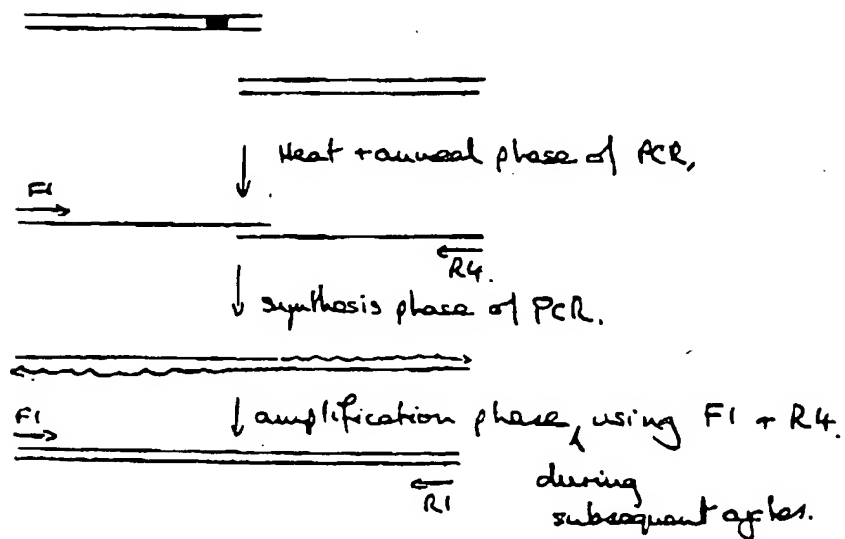 Heat + anneal phase of PCR,
F1
R4.
synthesis phase of PCR.
F1
amplification phase, using F1 + R4.
R1
during
subsequent cycles.